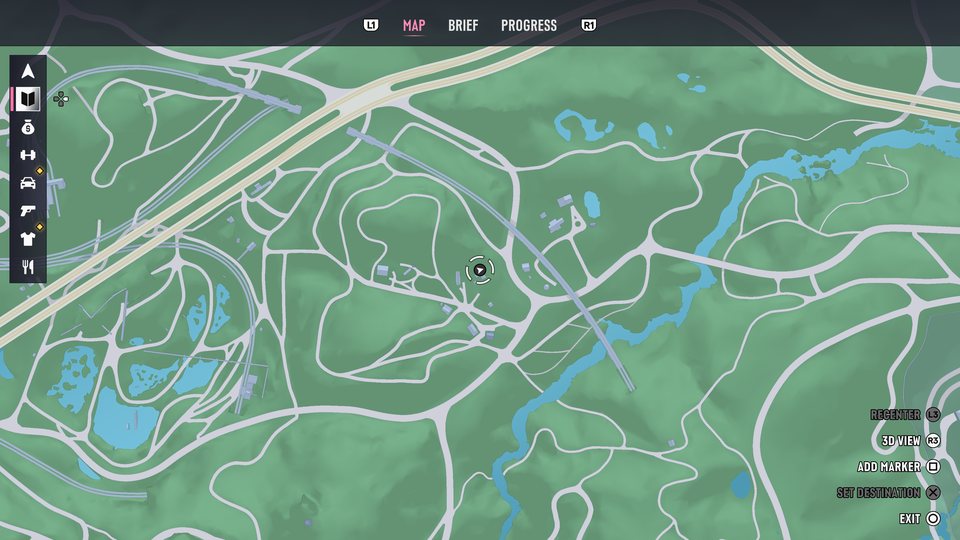 L1 MAP BRIEF PROGRESS R1
$
RECENTER L3
3D VIEW R3
ADD MARKER
SET DESTINATION
EXIT